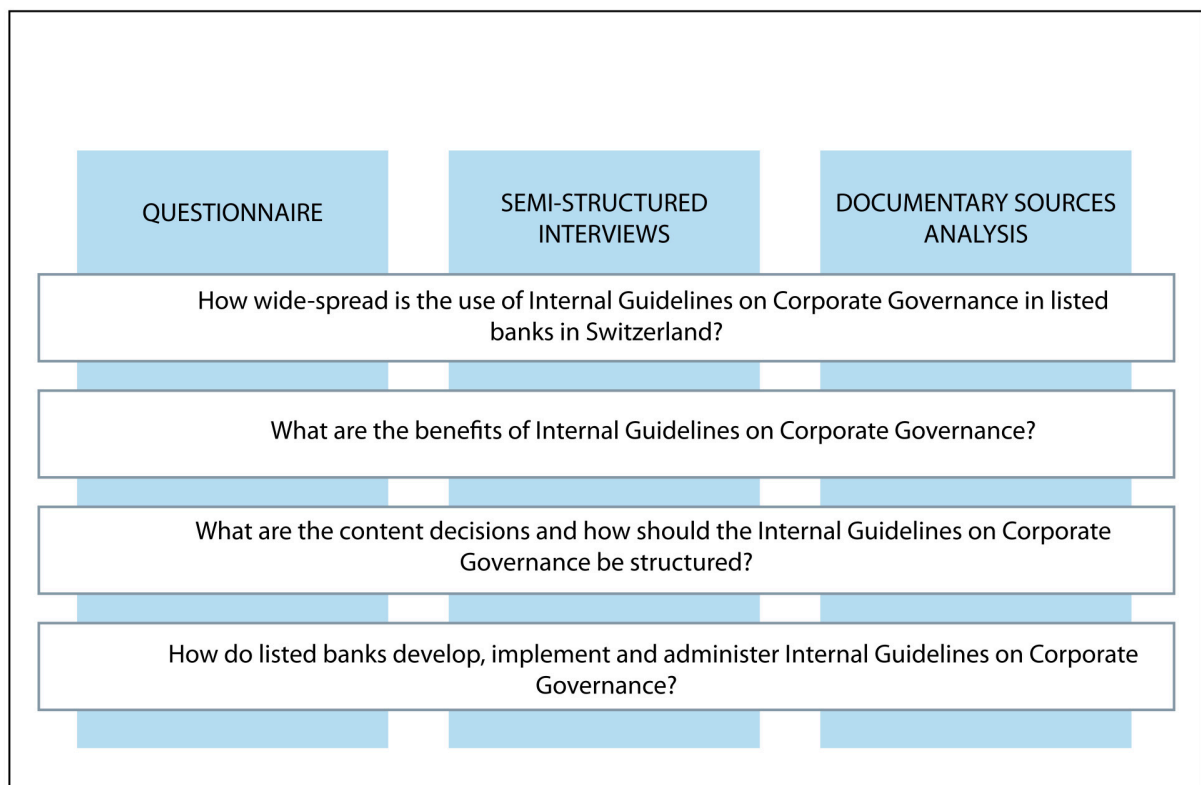 QUESTIONNAIRE
SEMI-STRUCTURED
INTERVIEWS
DOCUMENTARY SOURCES
ANALYSIS
How wide-spread is the use of Internal Guidelines on Corporate Governance in listed
banks in Switzerland?
What are the benefits of Internal Guidelines on Corporate Governance?
What are the content decisions and how should the Internal Guidelines on Corporate
Governance be structured?
How do listed banks develop, implement and administer Internal Guidelines on Corporate
Governance?